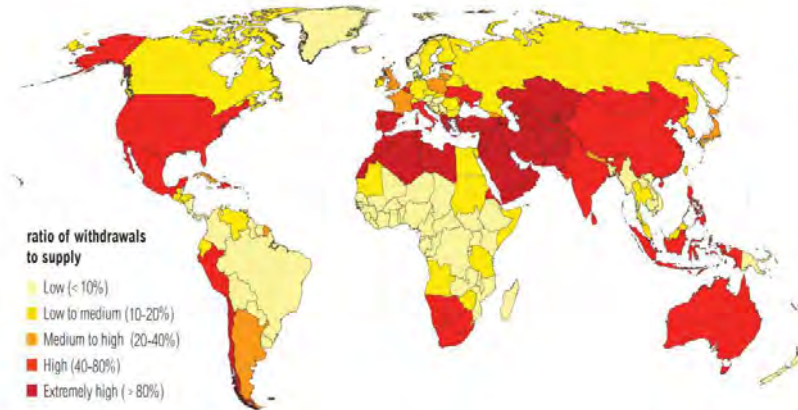 ratio of withdrawals
to supply
Low (< 10%)
Low to medium (10-20%)
Medium to high (20-40%)
High (40-80%)
Extremely high ( > 80%)